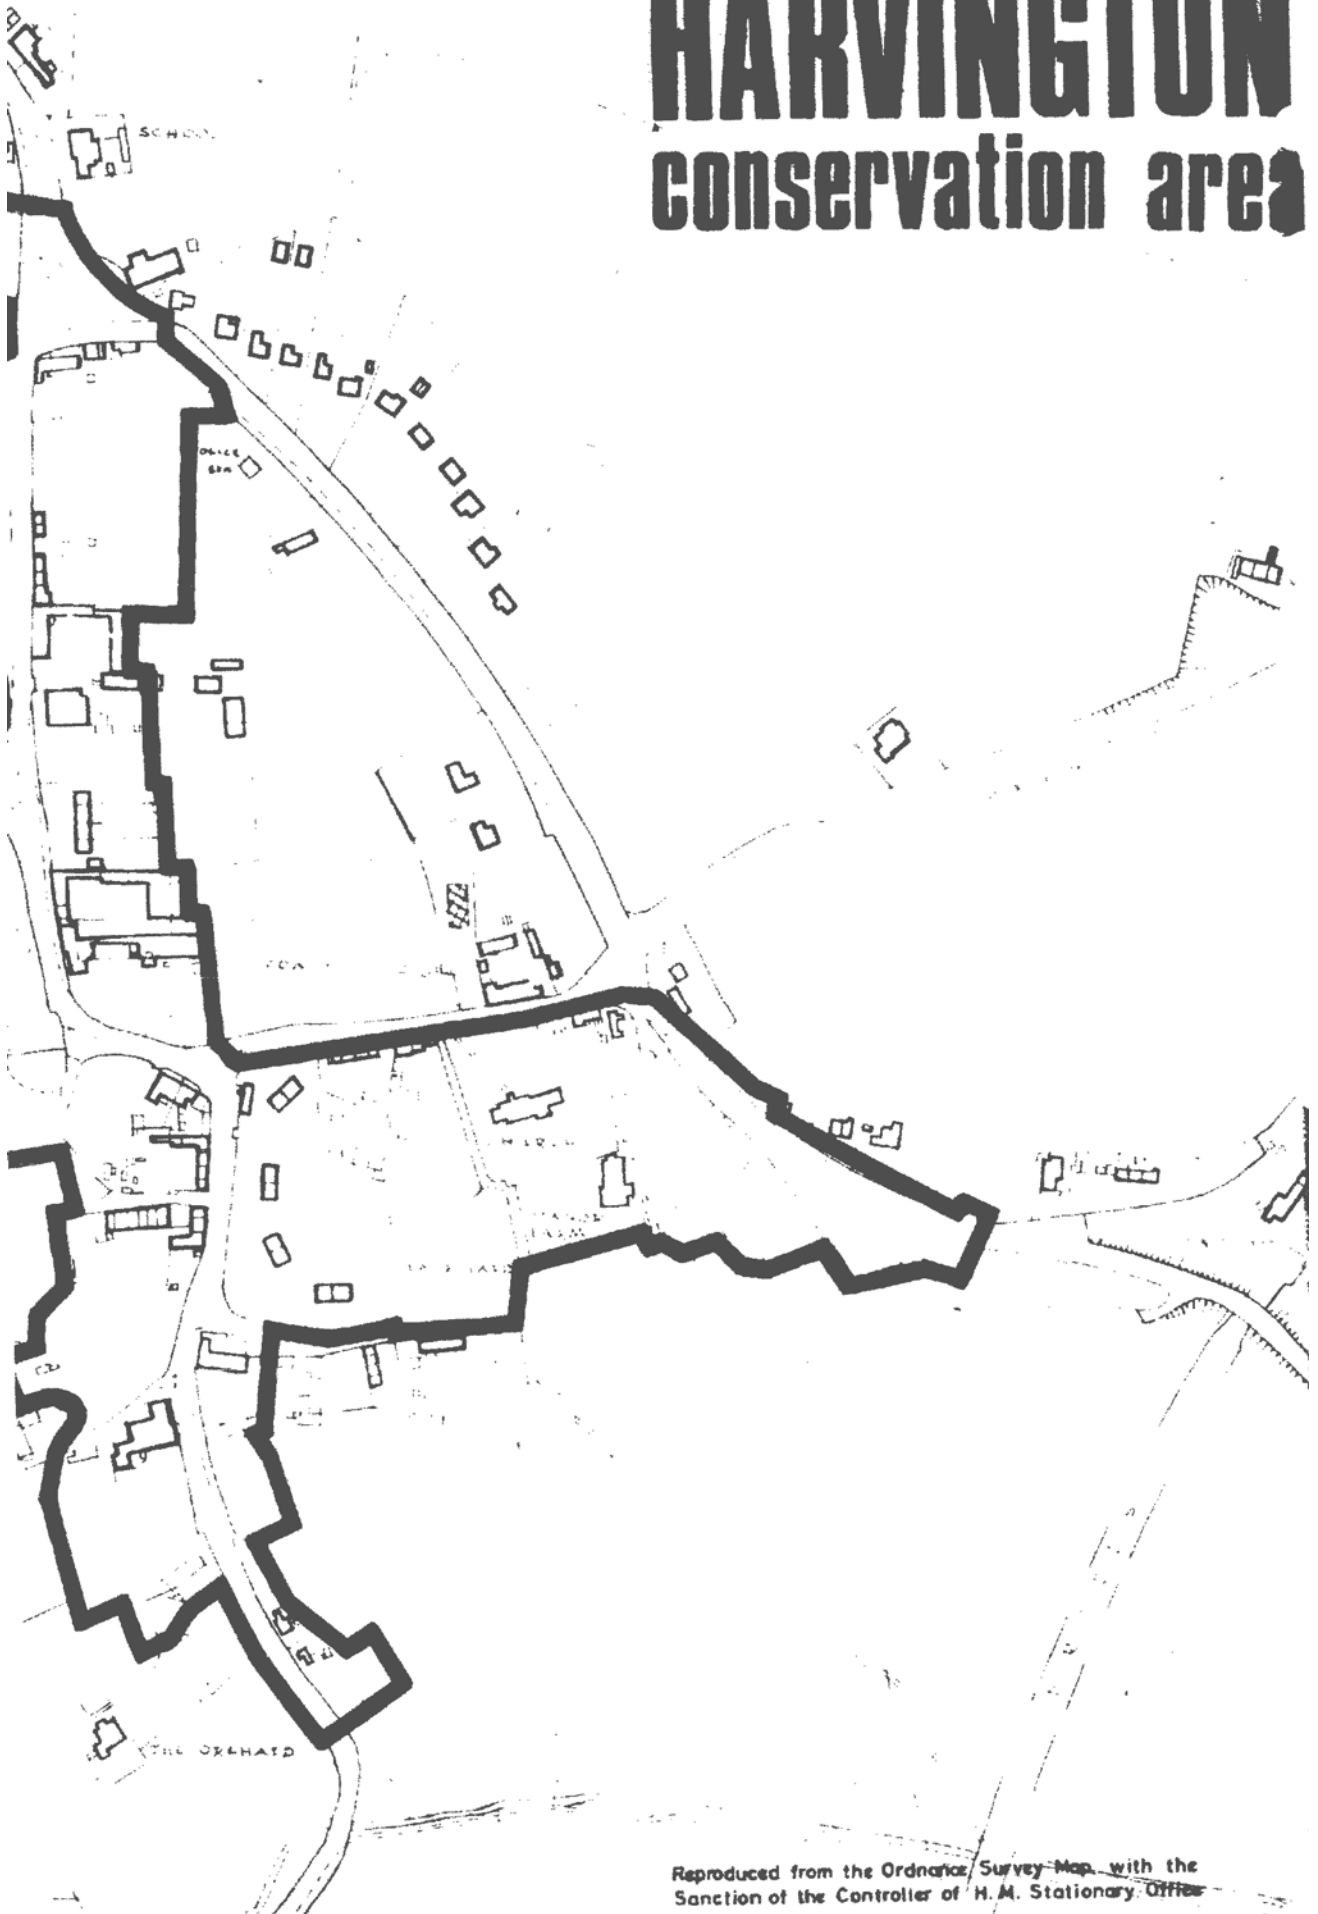 HARVINGTON
conservation area
SCHOOL
THE ORCHARD
Reproduced from the Ordnance Survey Map with the
Sanction of the Controller of H.M. Stationary Office